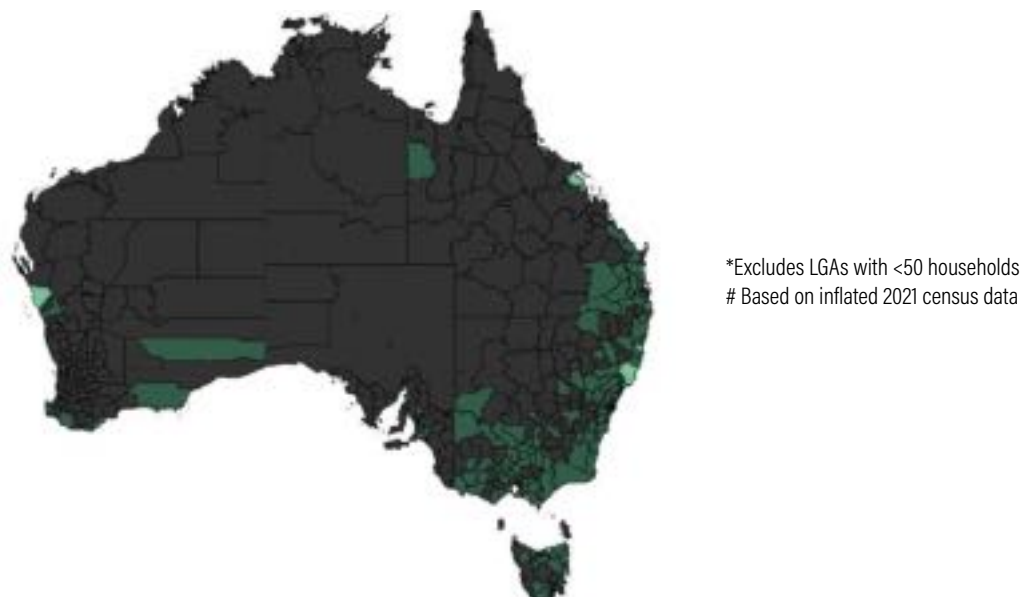 *Excludes LGAs with <50 households
# Based on inflated 2021 census data